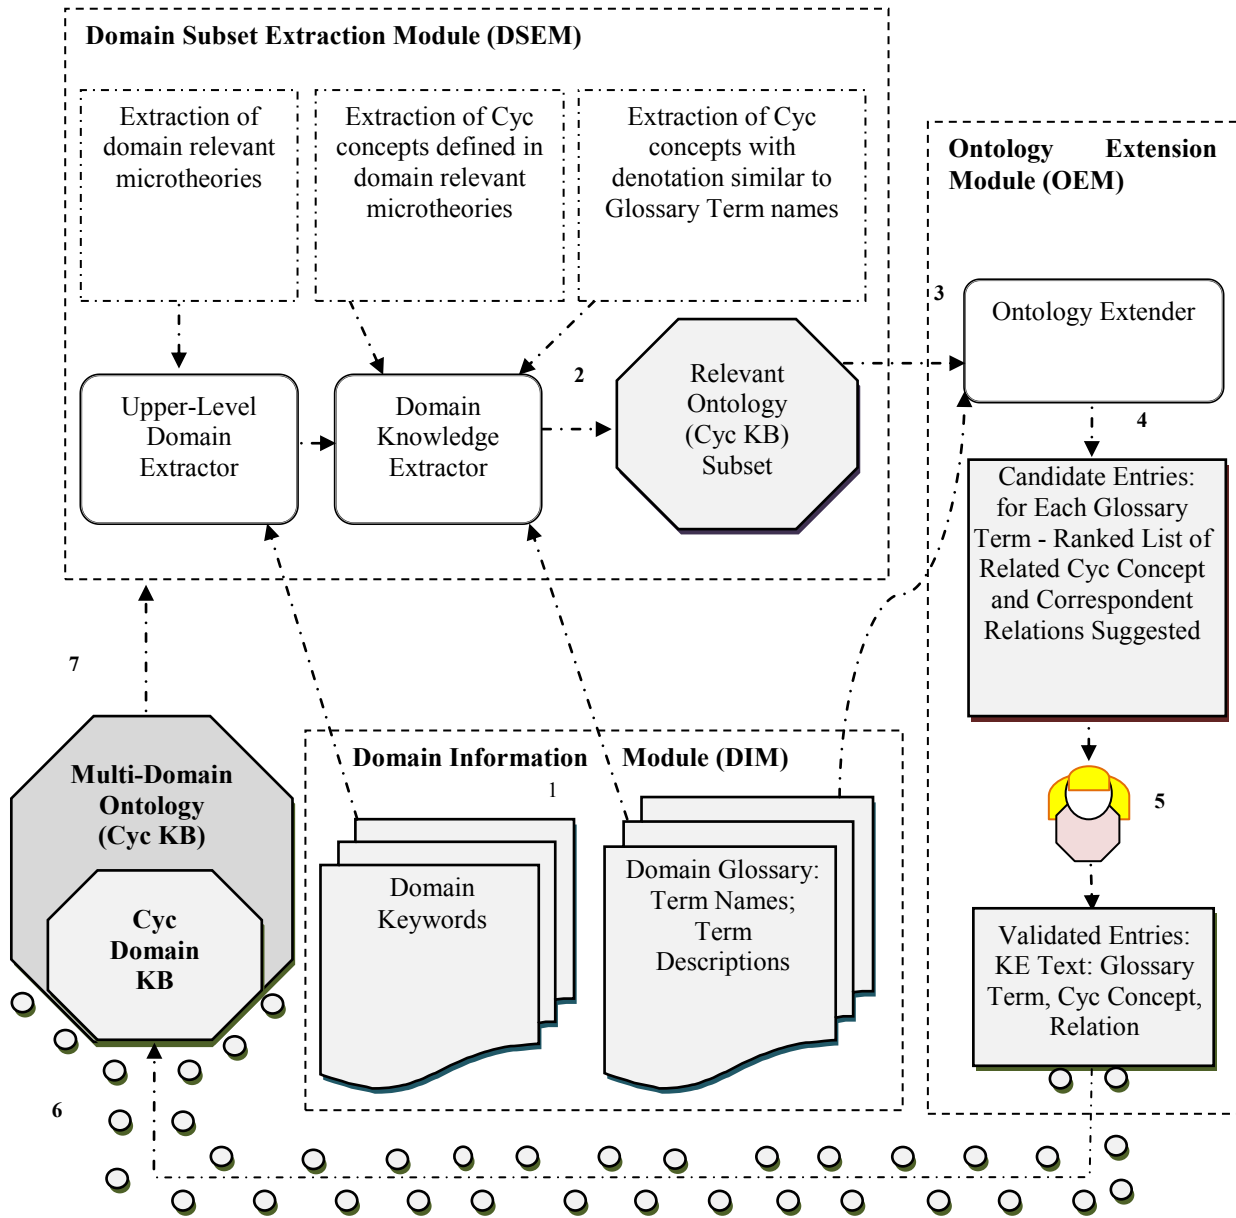 Domain Subset Extraction Module (DSEM)
Extraction of
domain relevant
microtheories
Extraction of Cyc
concepts defined in
domain relevant
microtheories
Extraction of Cyc
concepts with
denotation similar to
Glossary Term names
Ontology Extension
Module (OEM)
3
Ontology Extender
2
Relevant
Ontology
(Cyc KB)
Subset
Upper-Level
Domain
Extractor
Domain
Knowledge
Extractor
4
Candidate Entries:
for Each Glossary
Term - Ranked List of
Related Cyc Concept
and Correspondent
Relations Suggested
7
Multi-Domain
Ontology
(Cyc KB)
Cyc
Domain
KB
Domain Information Module (DIM)
1
Domain
Keywords
Domain Glossary:
Term Names;
Term
Descriptions
5
Validated Entries:
KE Text: Glossary
Term, Cyc Concept,
Relation
6